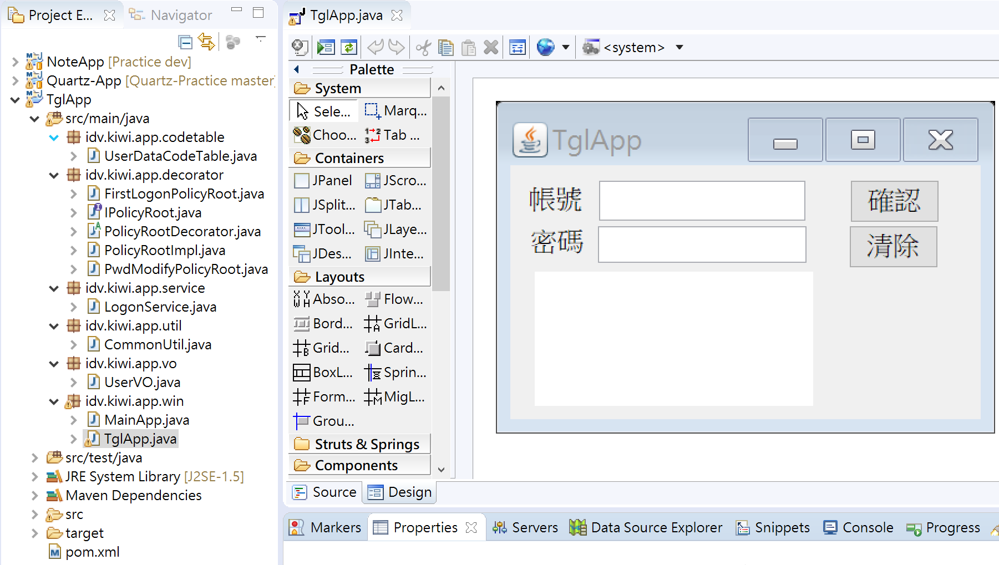 Project E...
Navigator
NoteApp [Practice dev]
Quartz-App [Quartz-Practice master]
TglApp
src/main/java
idv.kiwi.app.codetable
UserDataCodeTable.java
idv.kiwi.app.decorator
FirstLogonPolicyRoot.java
IPolicyRoot.java
PolicyRootDecorator.java
PolicyRootImpl.java
PwdModifyPolicyRoot.java
idv.kiwi.app.service
LogonService.java
idv.kiwi.app.util
CommonUtil.java
idv.kiwi.app.vo
UserVO.java
idv.kiwi.app.win
MainApp.java
TglApp.java
src/test/java
JRE System Library [J2SE-1.5]
Maven Dependencies
src
target
pom.xml
TglApp.java
<system>
Palette
System
Sele... Marq...
Choo... Tab ...
Containers
JPanel JScro...
JSplit... JTab...
JTool... JLaye...
JDes... JInte...
Layouts
Abso... Flow...
Bord... GridL...
Grid... Card...
BoxL... Sprin...
Form... MigL...
Grou...
Struts & Springs
Components
TglApp
帳號 確認
密碼 清除
Source Design
Markers Properties Servers Data Source Explorer Snippets Console Progress